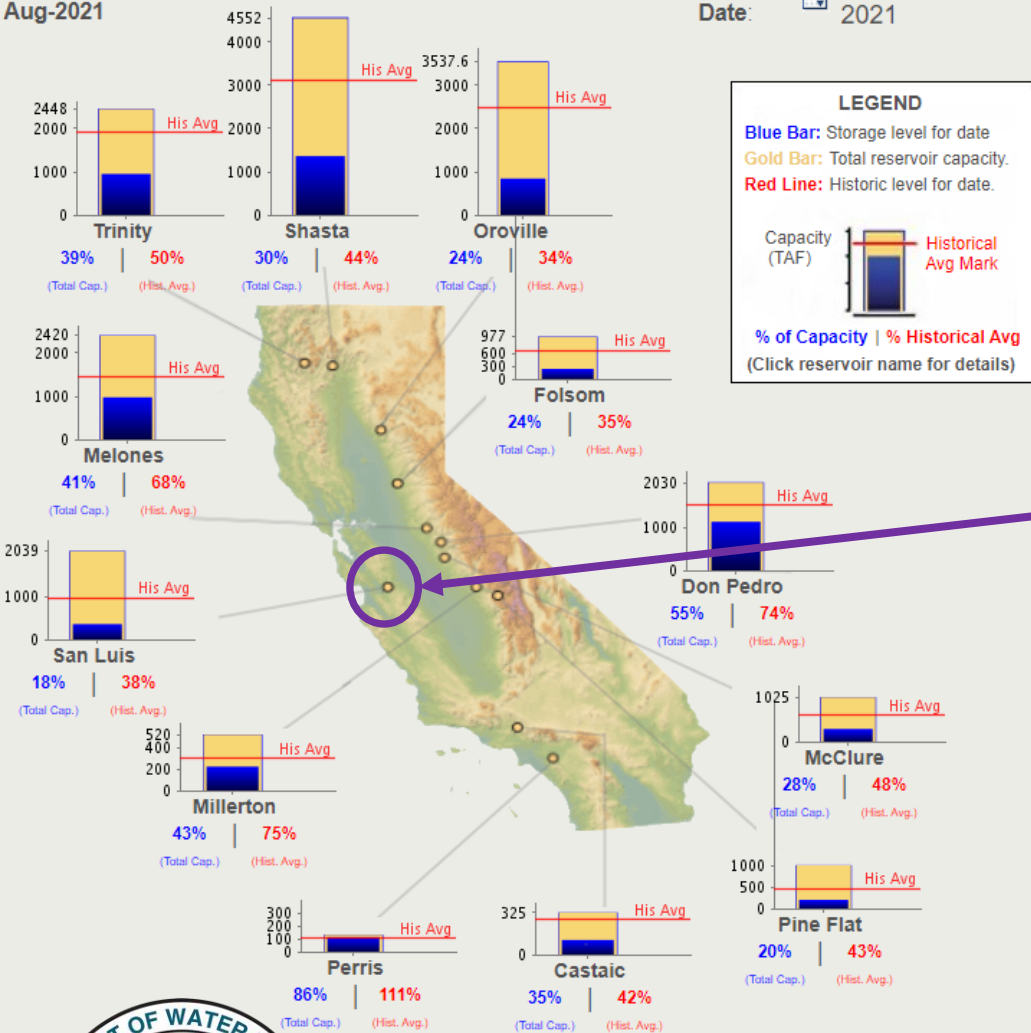 Aug-2021
Date:
2021
4552
4000
3000
2000
1000
0
His Avg
Shasta
30% | 44%
(Total Cap.) (Hist. Avg.)
3537.6
3000
2000
1000
0
His Avg
Oroville
24% | 34%
(Total Cap.) (Hist. Avg.)
2448
2000
1000
0
His Avg
Trinity
39% | 50%
(Total Cap.) (Hist. Avg.)
LEGEND
Blue Bar: Storage level for date
Gold Bar: Total reservoir capacity.
Red Line: Historic level for date.
Capacity
(TAF)
Historical
Avg Mark
% of Capacity | % Historical Avg
(Click reservoir name for details)
2420
2000
1000
0
His Avg
Melones
41% | 68%
(Total Cap.) (Hist. Avg.)
977
600
300
0
His Avg
Folsom
24% | 35%
(Total Cap.) (Hist. Avg.)
2030
1000
0
His Avg
Don Pedro
55% | 74%
(Total Cap.) (Hist. Avg.)
2039
1000
0
His Avg
San Luis
18% | 38%
(Total Cap.) (Hist. Avg.)
1025
0
His Avg
McClure
28% | 48%
(Total Cap.) (Hist. Avg.)
520
400
200
0
His Avg
Millerton
43% | 75%
(Total Cap.) (Hist. Avg.)
1000
500
0
His Avg
Pine Flat
20% | 43%
(Total Cap.) (Hist. Avg.)
300
200
100
0
His Avg
Perris
86% | 111%
(Total Cap.) (Hist. Avg.)
325
0
His Avg
Castaic
35% | 42%
(Total Cap.) (Hist. Avg.)
OF WATER